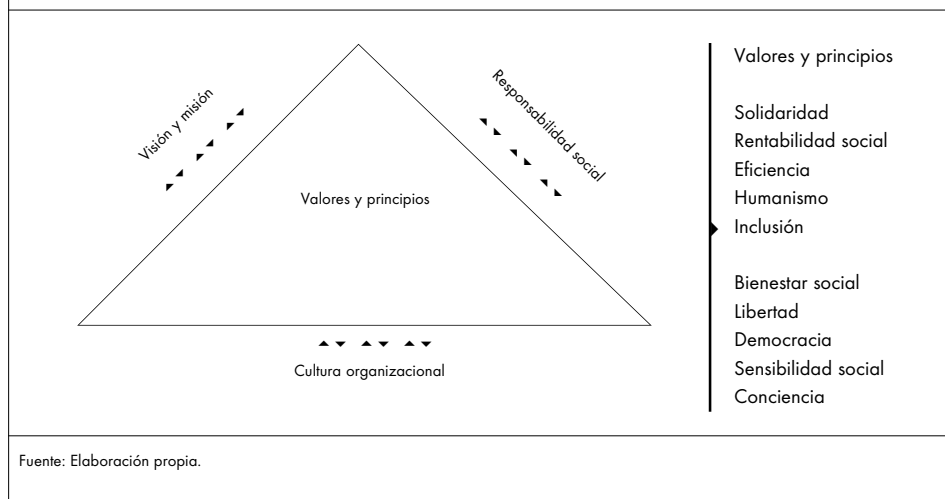 Visión y misión
Responsabilidad social
Valores y principios
Cultura organizacional
Valores y principios
Solidaridad
Rentabilidad social
Eficiencia
Humanismo
Inclusión
Bienestar social
Libertad
Democracia
Sensibilidad social
Conciencia
Fuente: Elaboración propia.